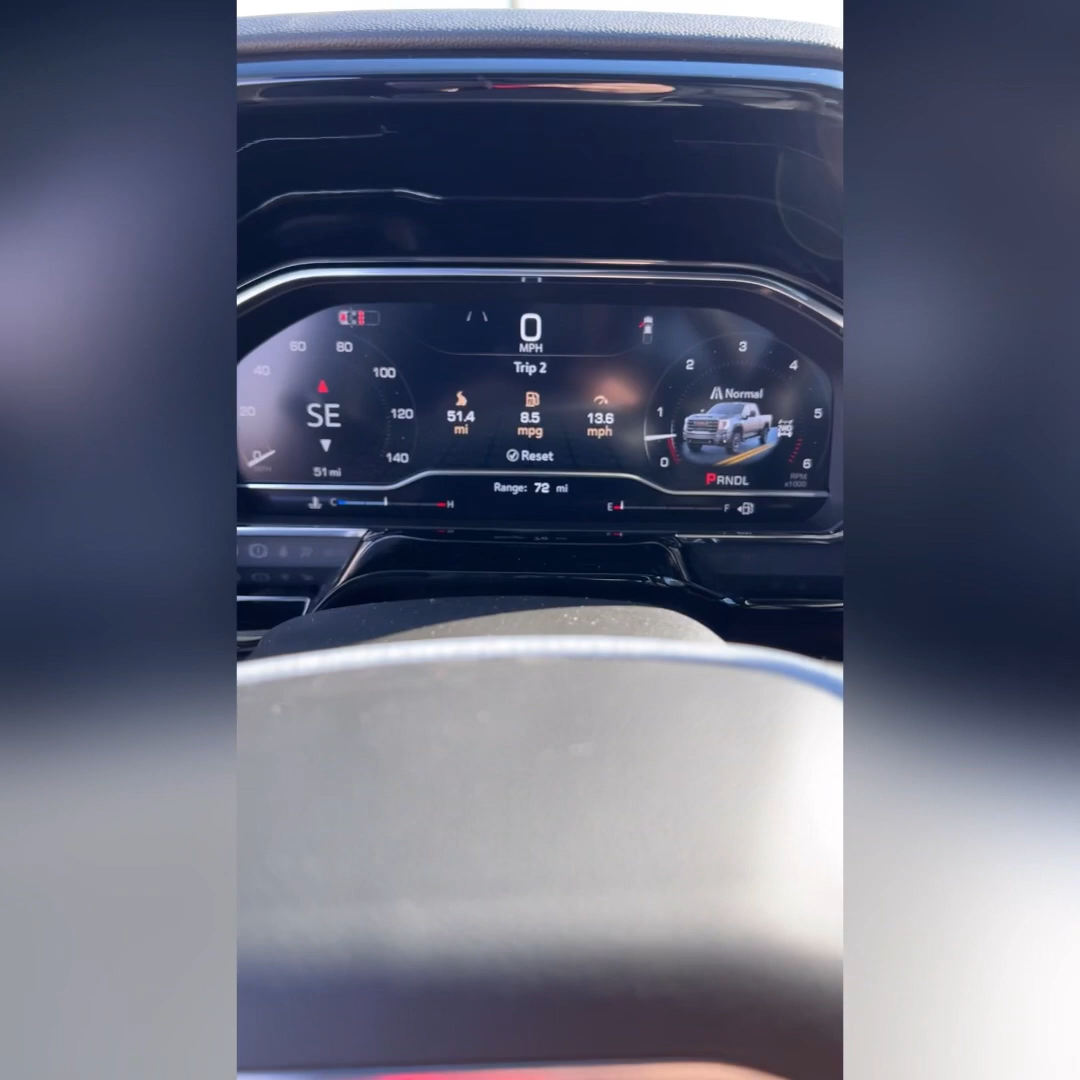 0
MPH
Trip 2
0
20
40
60
80
100
120
140
MPH
SE
51 mi
51.4
mi
8.5
mpg
13.6
mph
Reset
0
1
2
3
4
5
6
Normal
PRNDL
RPM
x1000
Range: 72 mi
C
H
E
F